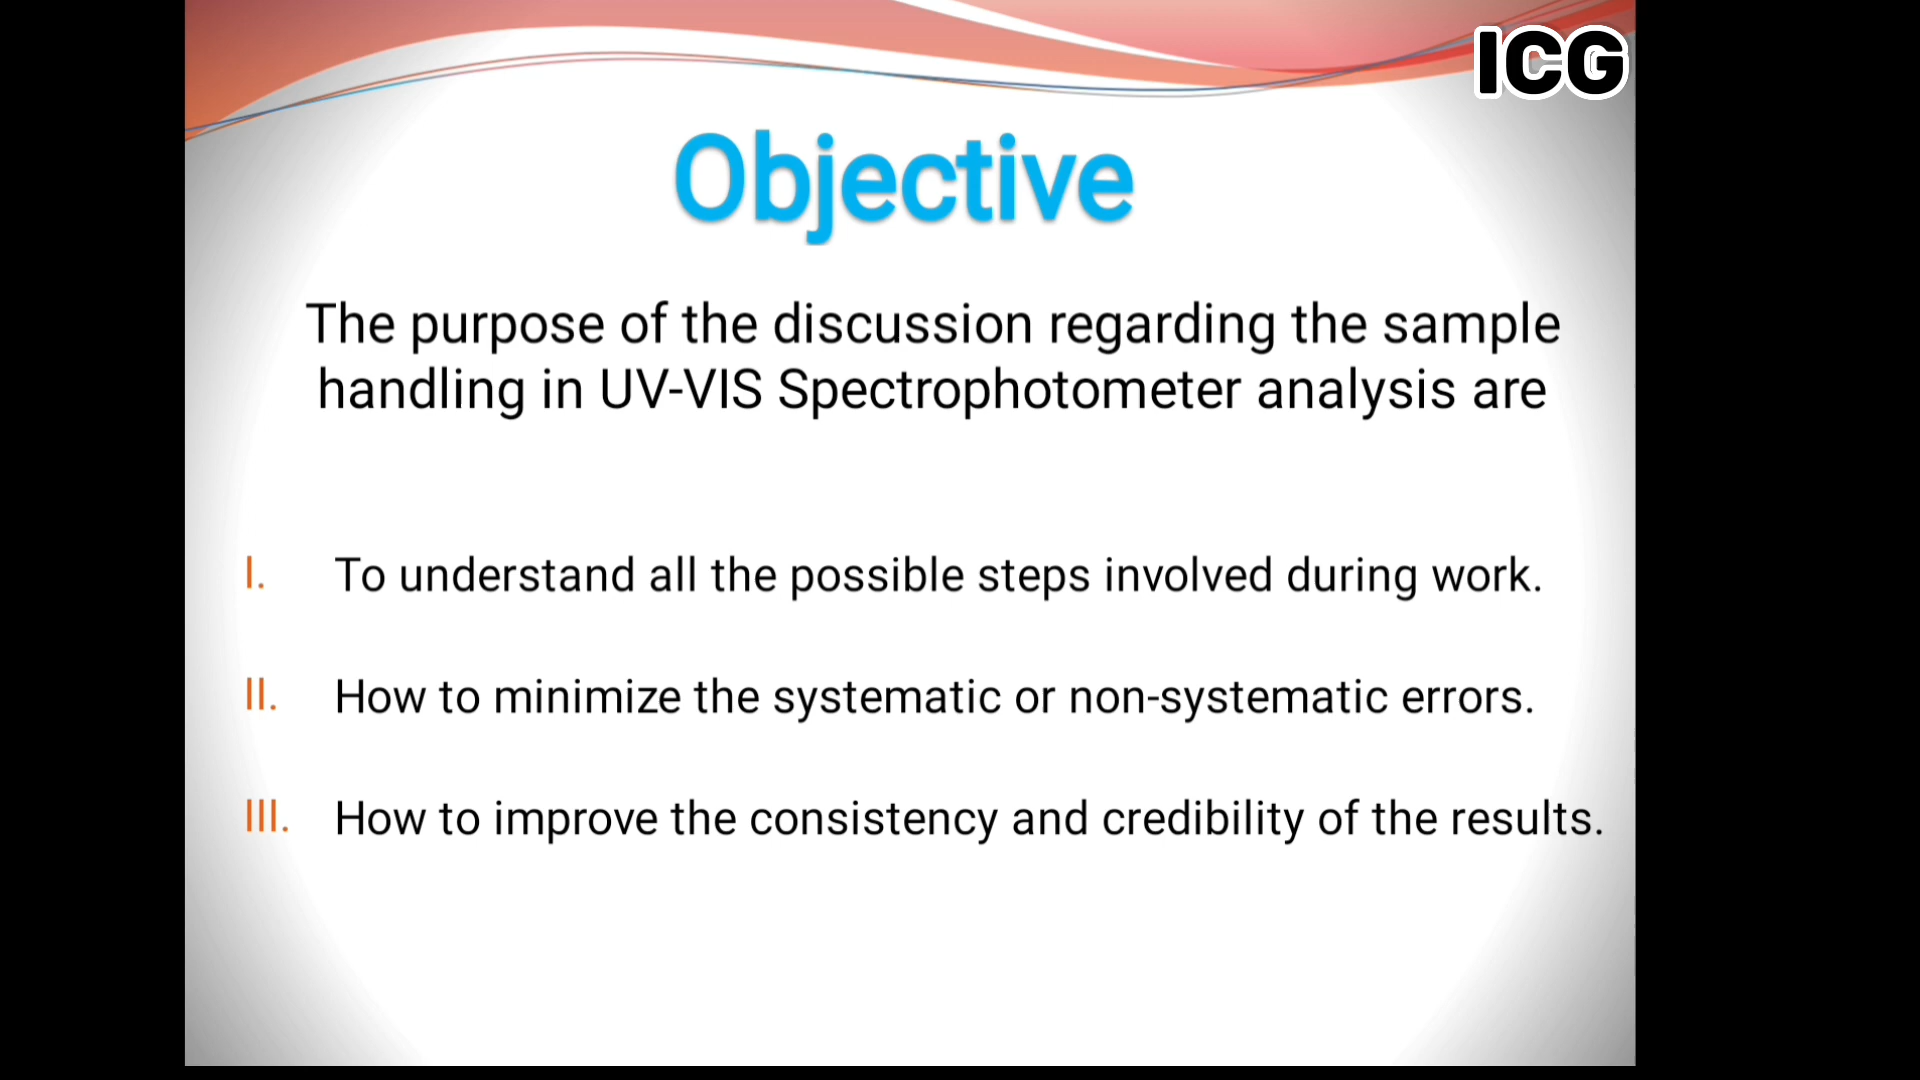 ICG
Objective
The purpose of the discussion regarding the sample
handling in UV-VIS Spectrophotometer analysis are
I. To understand all the possible steps involved during work.
II. How to minimize the systematic or non-systematic errors.
III. How to improve the consistency and credibility of the results.